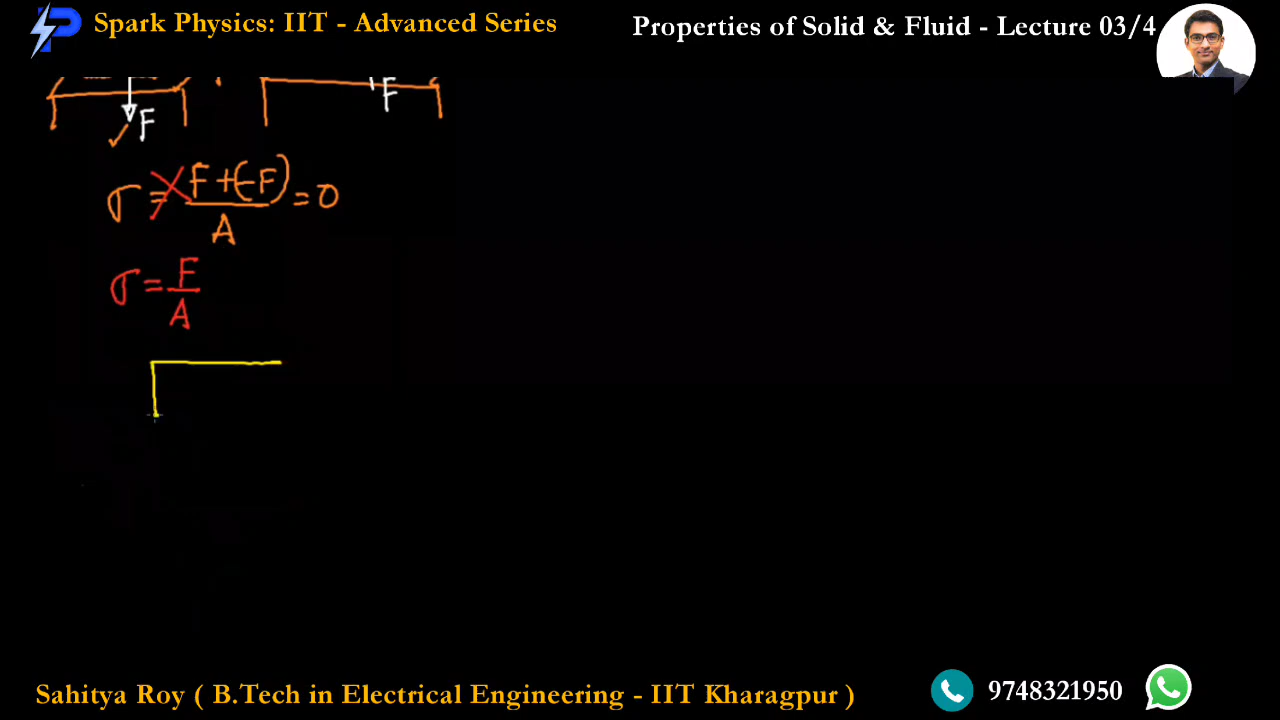 Spark Physics: IIT - Advanced Series
Properties of Solid & Fluid - Lecture 03/4
F
F
σ = F + (-F) / A = 0
σ = F / A
Sahitya Roy ( B.Tech in Electrical Engineering - IIT Kharagpur )
9748321950